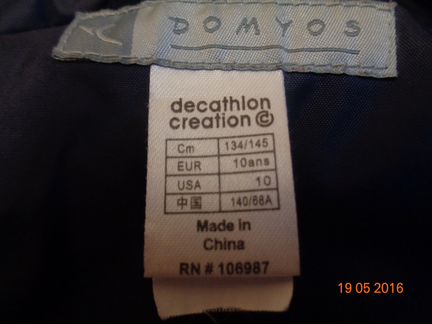 DOMYOS
decathlon
creation ©
Cm 134/145
EUR 10ans
USA 10
中国 140/68A
Made in
China
RN # 106987
19 05 2016